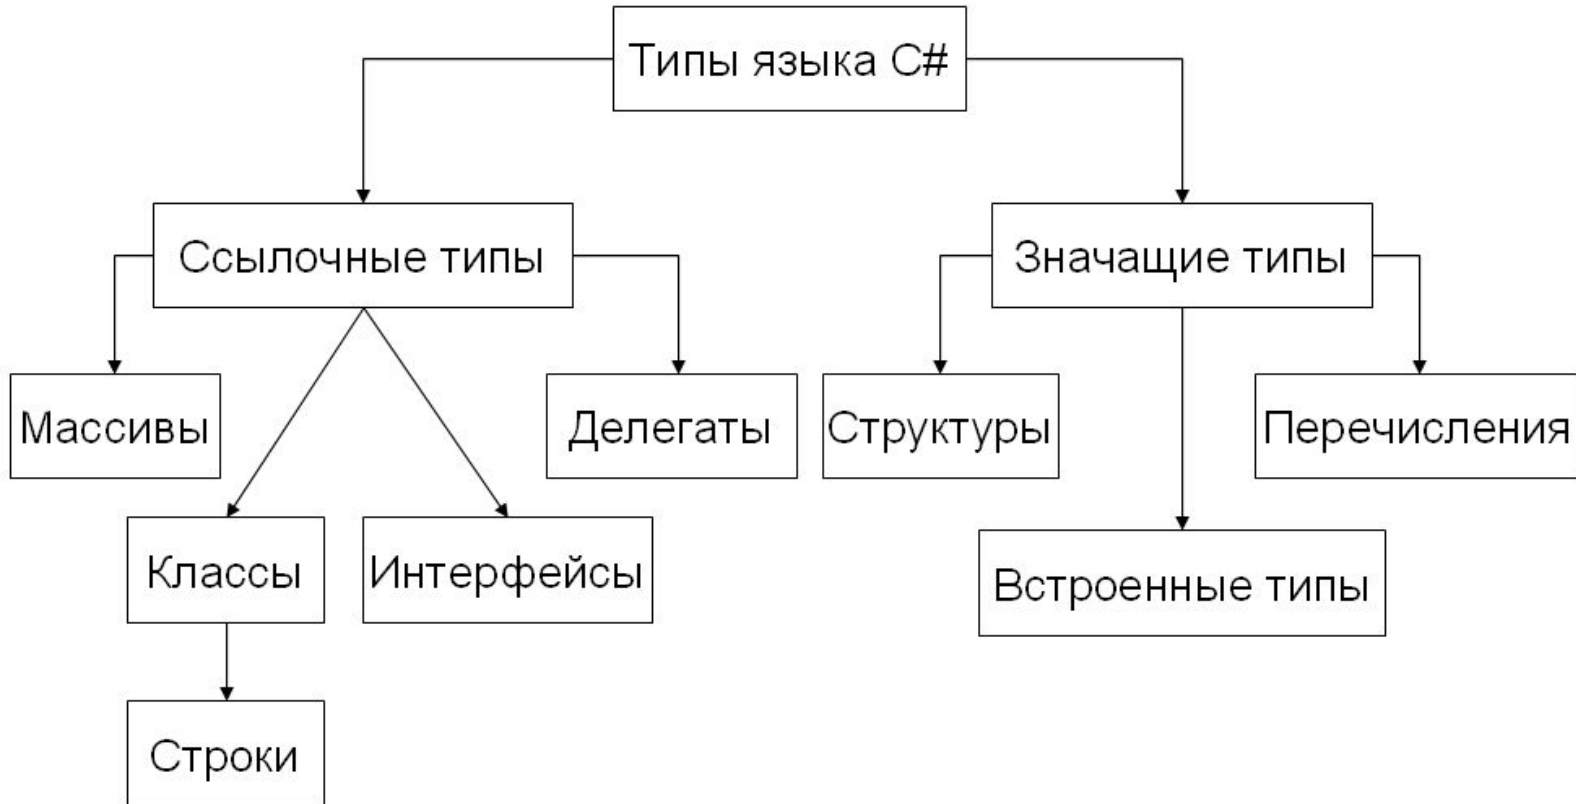 Типы языка C#
Ссылочные типы
Значащие типы
Массивы
Делегаты
Структуры
Перечисления
Классы
Интерфейсы
Встроенные типы
Строки